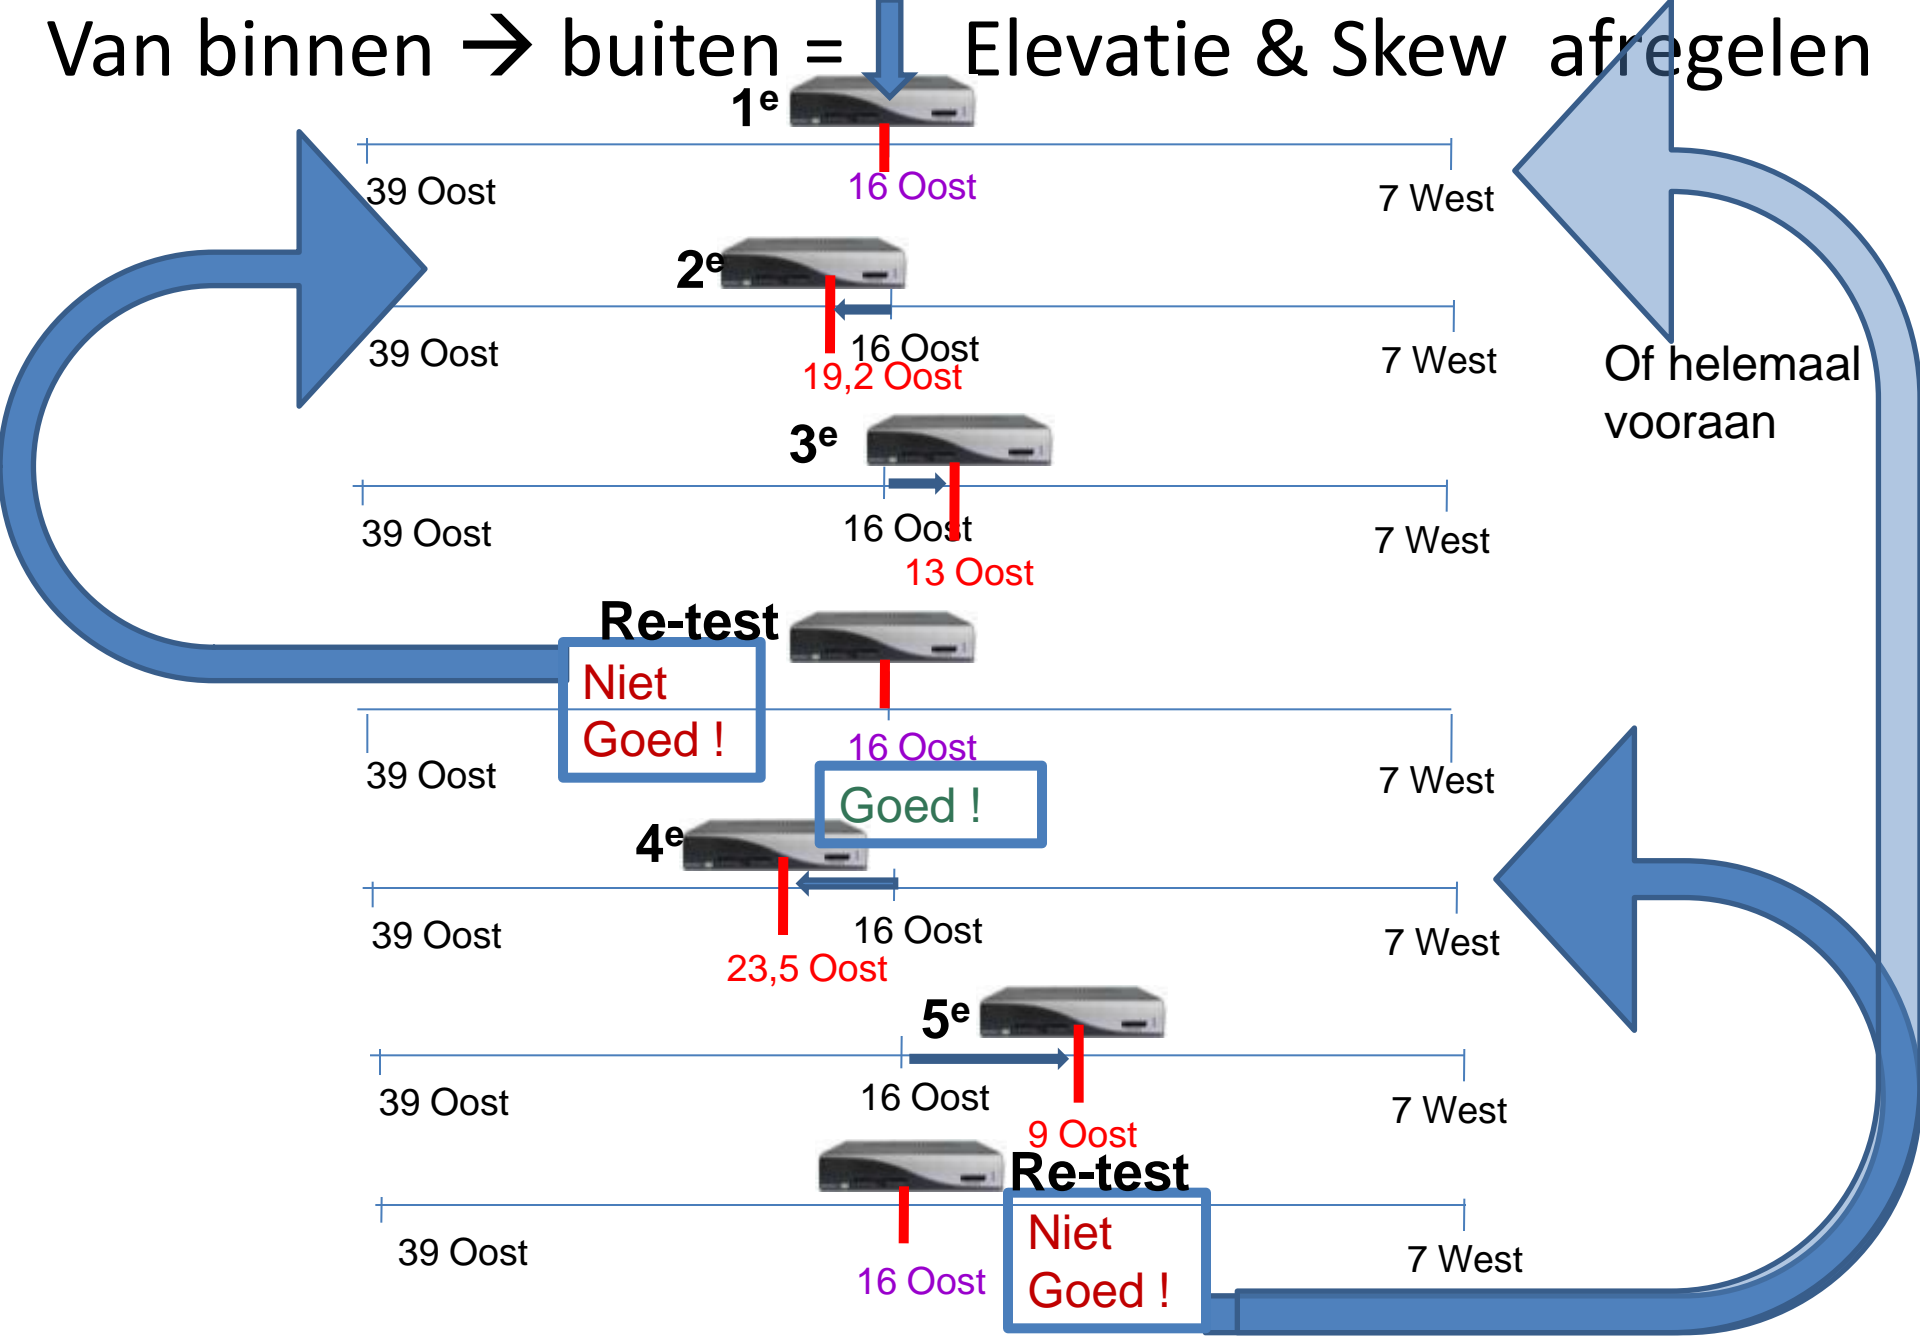 Van binnen → buiten = Elevatie & Skew afregelen
1e
39 Oost
16 Oost
7 West
2e
39 Oost
16 Oost
19,2 Oost
7 West
Of helemaal
vooraan
3e
39 Oost
16 Oost
13 Oost
7 West
Re-test
Niet
Goed !
39 Oost
16 Oost
7 West
Goed !
4e
39 Oost
16 Oost
23,5 Oost
7 West
5e
39 Oost
16 Oost
9 Oost
7 West
Re-test
Niet
Goed !
39 Oost
16 Oost
7 West